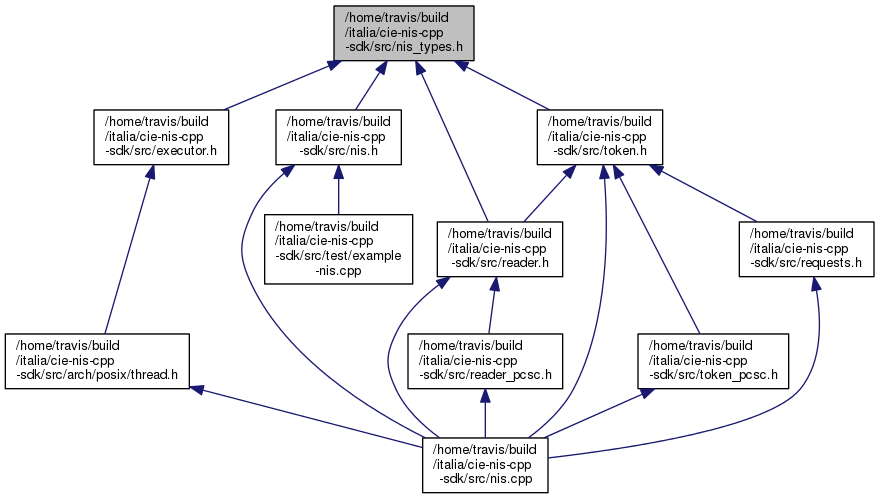 /home/travis/build
/italia/cie-nis-cpp
-sdk/src/nis_types.h
/home/travis/build
/italia/cie-nis-cpp
-sdk/src/executor.h
/home/travis/build
/italia/cie-nis-cpp
-sdk/src/nis.h
/home/travis/build
/italia/cie-nis-cpp
-sdk/src/token.h
/home/travis/build
/italia/cie-nis-cpp
-sdk/src/test/example
-nis.cpp
/home/travis/build
/italia/cie-nis-cpp
-sdk/src/reader.h
/home/travis/build
/italia/cie-nis-cpp
-sdk/src/requests.h
/home/travis/build
/italia/cie-nis-cpp
-sdk/src/arch/posix/thread.h
/home/travis/build
/italia/cie-nis-cpp
-sdk/src/reader_pcsc.h
/home/travis/build
/italia/cie-nis-cpp
-sdk/src/token_pcsc.h
/home/travis/build
/italia/cie-nis-cpp
-sdk/src/nis.cpp